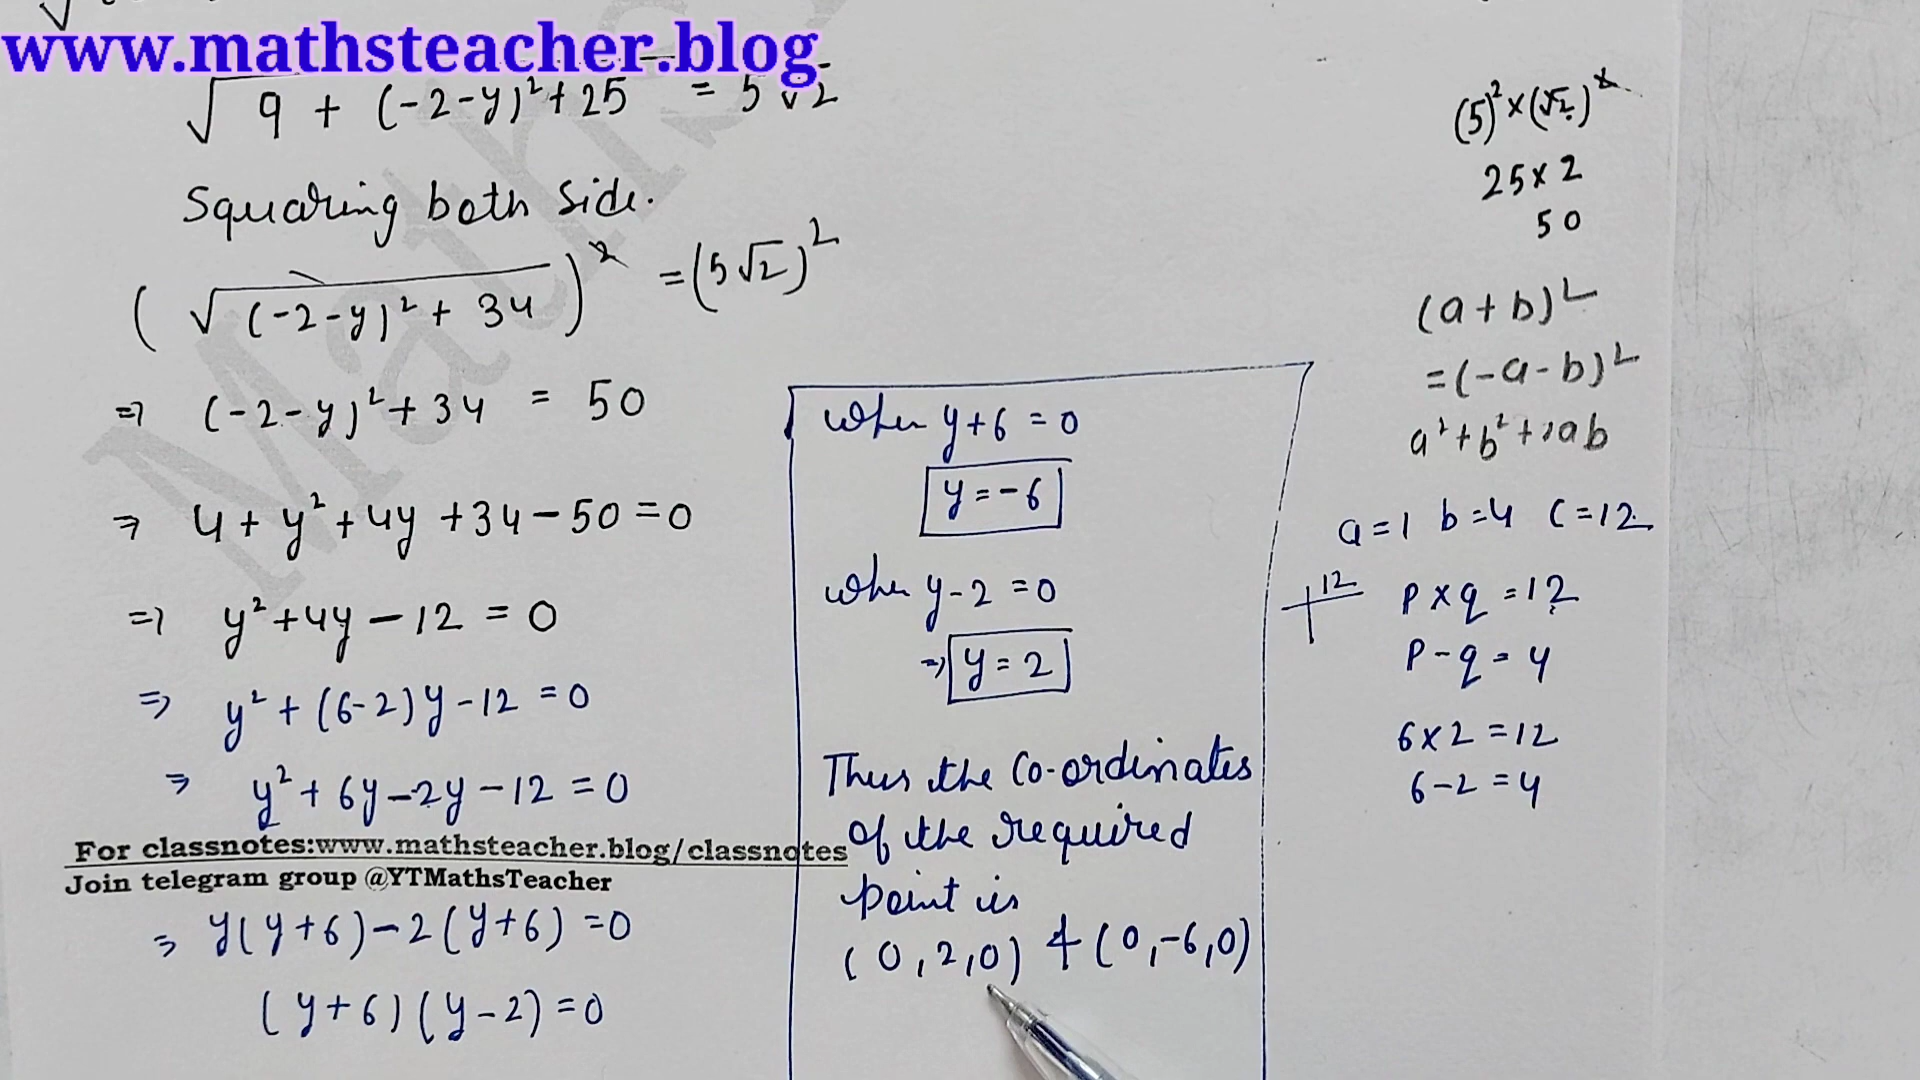 www.mathsteacher.blog
√9 + (-2-y)²+25 = 5√2
Squaring both side.
(√(-2-y)²+34)² = (5√2)²
⇒ (-2-y)²+34 = 50
⇒ 4+y²+4y+34-50=0
⇒ y²+4y-12=0
⇒ y²+(6-2)y-12=0
⇒ y²+6y-2y-12=0
For classnotes:www.mathsteacher.blog/classnotes
Join telegram group @YTMathsTeacher
⇒ y(y+6)-2(y+6)=0
(y+6)(y-2)=0
when y+6=0
y=-6
when y-2=0
⇒ y=2
Thus the Co-ordinates
of the required
point is
(0,2,0) & (0,-6,0)
(5)²×(√2)²
25×2
50
(a+b)²
=(-a-b)²
a²+b²+2ab
a=1 b=4 c=12
12
p×q=12
p-q=4
6×2=12
6-2=4